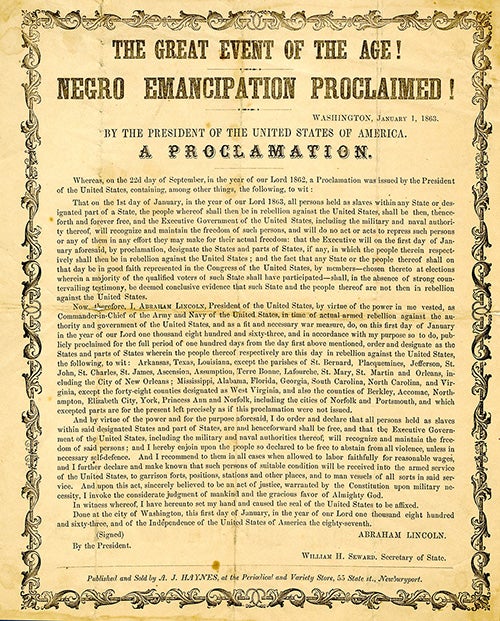 THE GREAT EVENT OF THE AGE!
NEGRO EMANCIPATION PROCLAIMED!
WASHINGTON, JANUARY 1, 1863.
BY THE PRESIDENT OF THE UNITED STATES OF AMERICA.
A PROCLAMATION.
Whereas, on the 22d day of September, in the year of our Lord 1862, a Proclamation was issued by the President
of the United States, containing, among other things, the following, to wit:
That on the 1st day of January, in the year of our Lord 1863, all persons held as slaves within any State or des-
ignated part of a State, the people whereof shall then be in rebellion against the United States, shall be then, thence-
forth and forever free, and the Executive Government of the United States, including the military and naval authori-
ty thereof, will recognize and maintain the freedom of such persons, and will do no act or acts to repress such persons
or any of them in any effort they may make for their actual freedom: that the Executive will on the first day of Jan-
uary aforesaid, by proclamation, designate the States and parts of States, if any, in which the people therein respect-
ively shall then be in rebellion against the United States; and the fact that any State or the people thereof shall on
that day be in good faith represented in the Congress of the United States, by members—chosen thereto at elections
wherein a majority of the qualified voters of such State shall have participated—shall, in the absence of strong coun-
tervailing testimony, be deemed conclusive evidence that such State and the people thereof are not then in rebellion
against the United States.
Now, therefore, I, ABRAHAM LINCOLN, President of the United States, by virtue of the power in me vested, as
Commander-in-Chief of the Army and Navy of the United States, in time of actual armed rebellion against the au-
thority and government of the United States, and as a fit and necessary war measure, do, on this first day of January
in the year of our Lord one thousand eight hundred and sixty-three, and in accordance with my purpose so to do, pub-
licly proclaimed for the full period of one hundred days from the day first above mentioned, order and designate as the
States and parts of States wherein the people thereof respectively are this day in rebellion against the United States,
the following, to wit: Arkansas, Texas, Louisiana, except the parishes of St. Bernard, Plaquemines, Jefferson, St.
John, St. Charles, St. James, Ascension, Assumption, Terre Bonne, Lafourche, St. Mary, St. Martin and Orleans, in-
cluding the City of New Orleans; Mississippi, Alabama, Florida, Georgia, South Carolina, North Carolina, and Vir-
ginia, except the forty-eight counties designated as West Virginia, and also the counties of Berkley, Accomac, North-
ampton, Elizabeth City, York, Princess Ann and Norfolk, including the cities of Norfolk and Portsmouth, and which
excepted parts are for the present left precisely as if this proclamation were not issued.
And by virtue of the power and for the purpose aforesaid, I do order and declare that all persons held as slaves
within said designated States and part of States, are and henceforward shall be free, and that the Executive Govern-
ment of the United States, including the military and naval authorities thereof, will recognize and maintain the free-
dom of said persons; and I hereby enjoin upon the people so declared to be free to abstain from all violence, unless in
necessary self-defence. And I recommend to them in all cases when allowed to labor faithfully for reasonable wages,
and I further declare and make known that such persons of suitable condition will be received into the armed service
of the United States, to garrison forts, positions, stations and other places, and to man vessels of all sorts in said ser-
vice. And upon this act, sincerely believed to be an act of justice, warranted by the Constitution upon military ne-
cessity, I invoke the considerate judgment of mankind and the gracious favor of Almighty God.
In witness whereof, I have hereunto set my hand and caused the seal of the United States to be affixed.
Done at the city of Washington, this first day of January, in the year of our Lord one thousand eight hundred
and sixty-three, and of the Independence of the United States of America the eighty-seventh.
(Signed) ABRAHAM LINCOLN.
By the President.
WILLIAM H. SEWARD. Secretary of State.
Published and Sold by A. J. HAYNES, at the Periodical and Variety Store, 55 State st., Newburyport.